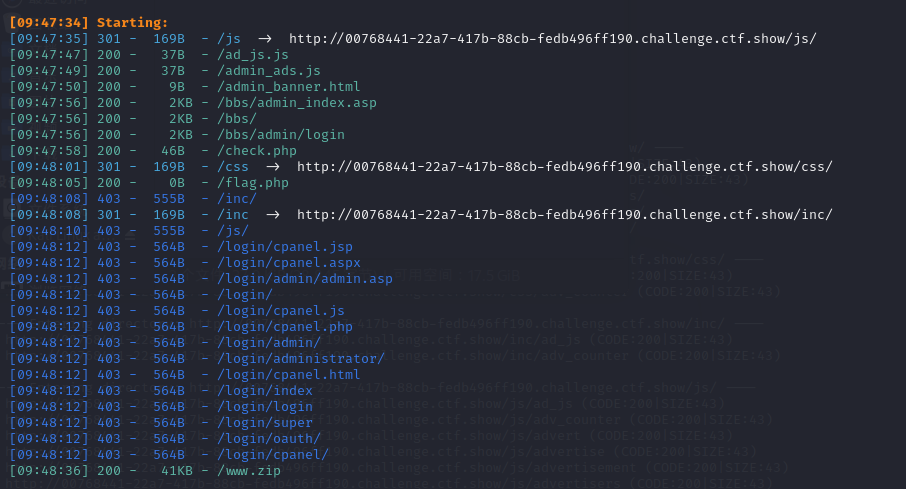 [09:47:34] Starting:
[09:47:35] 301 -  169B  - /js  ->  http://00768441-22a7-417b-88cb-fedb496ff190.challenge.ctf.show/js/
[09:47:47] 200 -   37B  - /ad_js.js
[09:47:49] 200 -   37B  - /admin_ads.js
[09:47:50] 200 -    9B  - /admin_banner.html
[09:47:56] 200 -    2KB - /bbs/admin_index.asp
[09:47:56] 200 -    2KB - /bbs/
[09:47:56] 200 -    2KB - /bbs/admin/login
[09:47:58] 200 -   46B  - /check.php
[09:48:01] 301 -  169B  - /css  ->  http://00768441-22a7-417b-88cb-fedb496ff190.challenge.ctf.show/css/
[09:48:05] 200 -    0B  - /flag.php
[09:48:08] 403 -  555B  - /inc/
[09:48:08] 301 -  169B  - /inc  ->  http://00768441-22a7-417b-88cb-fedb496ff190.challenge.ctf.show/inc/
[09:48:10] 403 -  555B  - /js/
[09:48:12] 403 -  564B  - /login/cpanel.jsp
[09:48:12] 403 -  564B  - /login/cpanel.aspx
[09:48:12] 403 -  564B  - /login/admin/admin.asp
[09:48:12] 403 -  564B  - /login/
[09:48:12] 403 -  564B  - /login/cpanel.js
[09:48:12] 403 -  564B  - /login/cpanel.php
[09:48:12] 403 -  564B  - /login/admin/
[09:48:12] 403 -  564B  - /login/administrator/
[09:48:12] 403 -  564B  - /login/cpanel.html
[09:48:12] 403 -  564B  - /login/index
[09:48:12] 403 -  564B  - /login/login
[09:48:12] 403 -  564B  - /login/super
[09:48:12] 403 -  564B  - /login/oauth/
[09:48:12] 403 -  564B  - /login/cpanel/
[09:48:36] 200 -   41KB - /www.zip